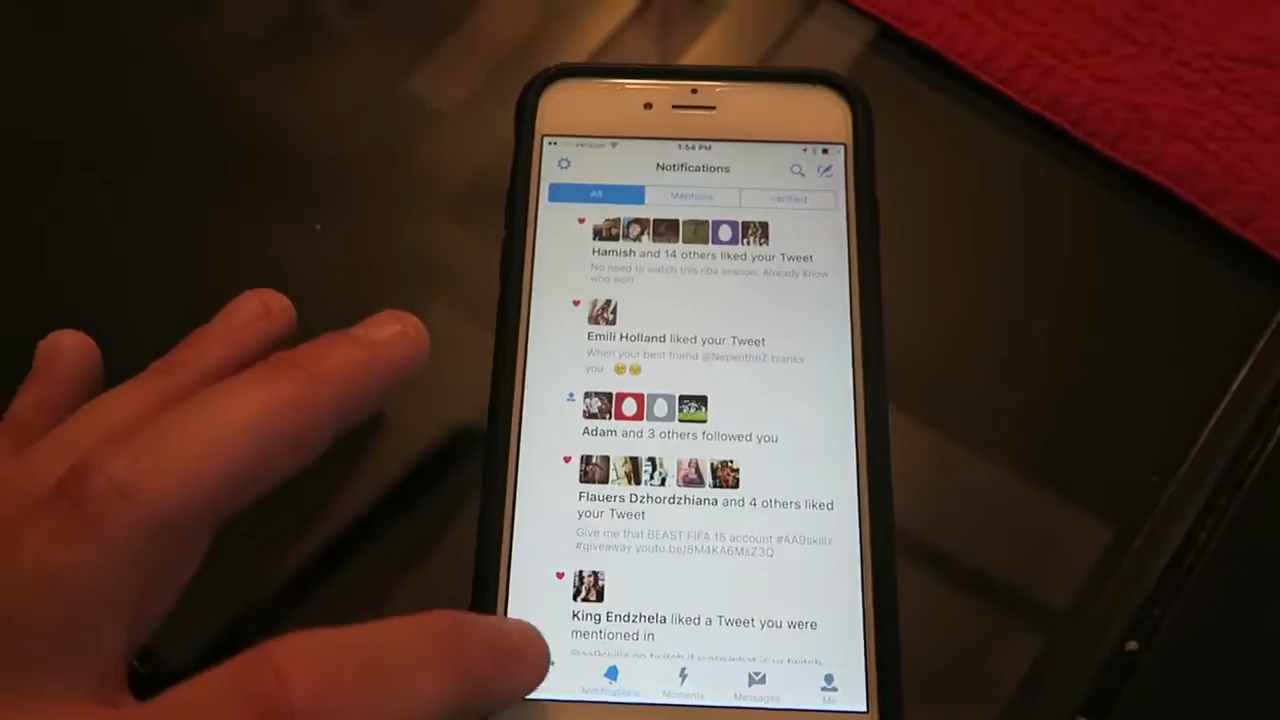 verizon 1:54 PM
Notifications
All Mentions Verified
Hamish and 14 others liked your Tweet
No need to watch this nba season. Already know
who won
Emili Holland liked your Tweet
When your best friend @NepentheZ blanks
you
Adam and 3 others followed you
Flauers Dzhordzhiana and 4 others liked
your Tweet
Give me that BEAST FIFA 15 account #AA9skillz
#giveaway youtu.be/8M4KA6MsZ3Q
King Endzhela liked a Tweet you were
mentioned in
Notifications Moments Messages Me